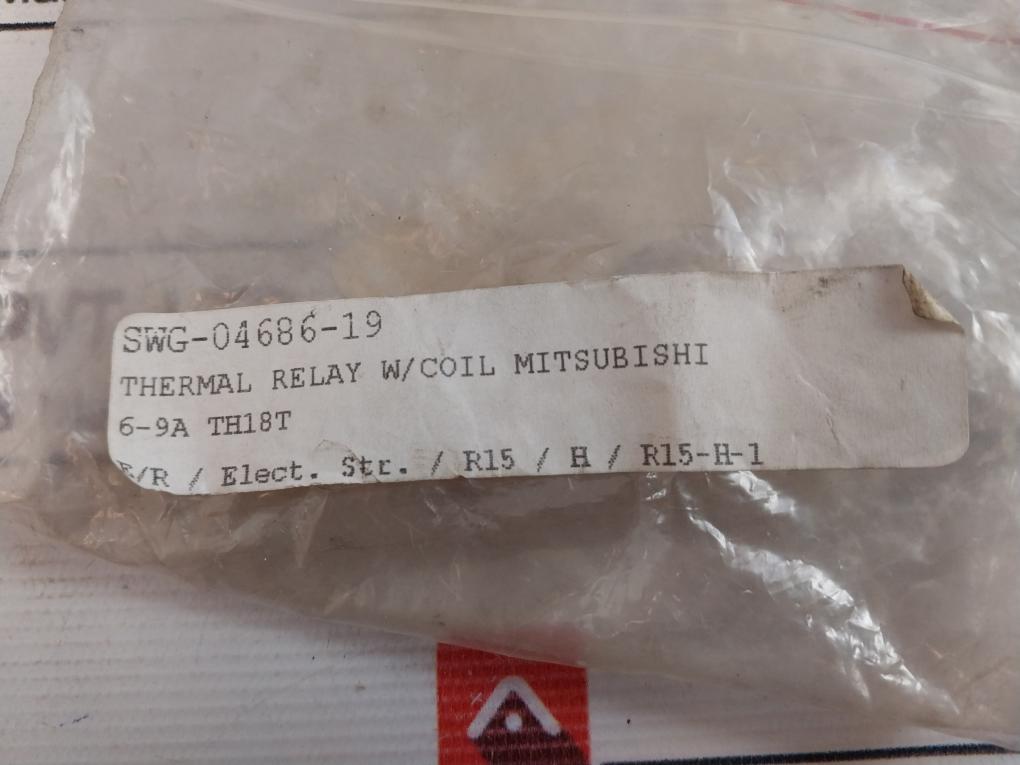 SWG-04686-19
THERMAL RELAY W/COIL MITSUBISHI
6-9A TH18T
/R / Elect. Str. / R15 / H / R15-H-1